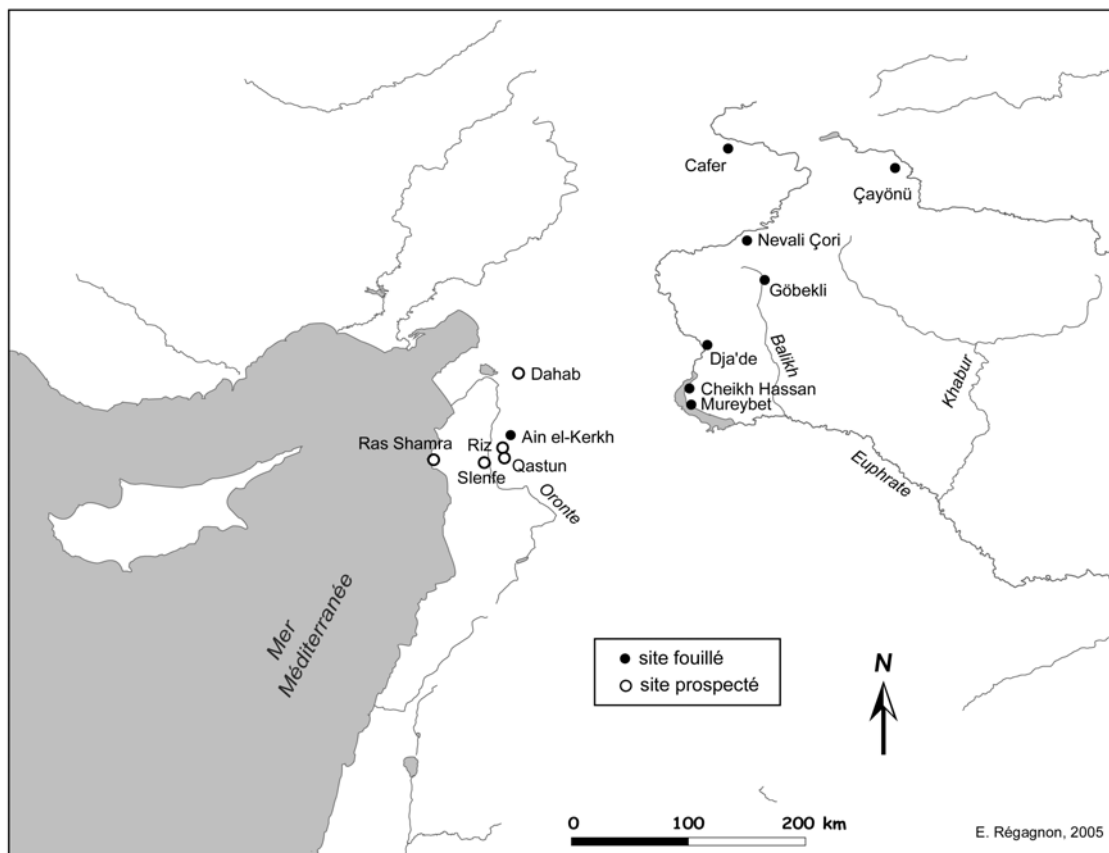 Cafer
Çayönü
Nevali Çori
Göbekli
Balikh
Dja'de
Khabur
Dahab
Cheikh Hassan
Mureybet
Ain el-Kerkh
Ras Shamra
Riz
Qastun
Slenfe
Oronte
Euphrate
Mer
Méditerranée
site fouillé
site prospecté
N
0 100 200 km
E. Régagnon, 2005